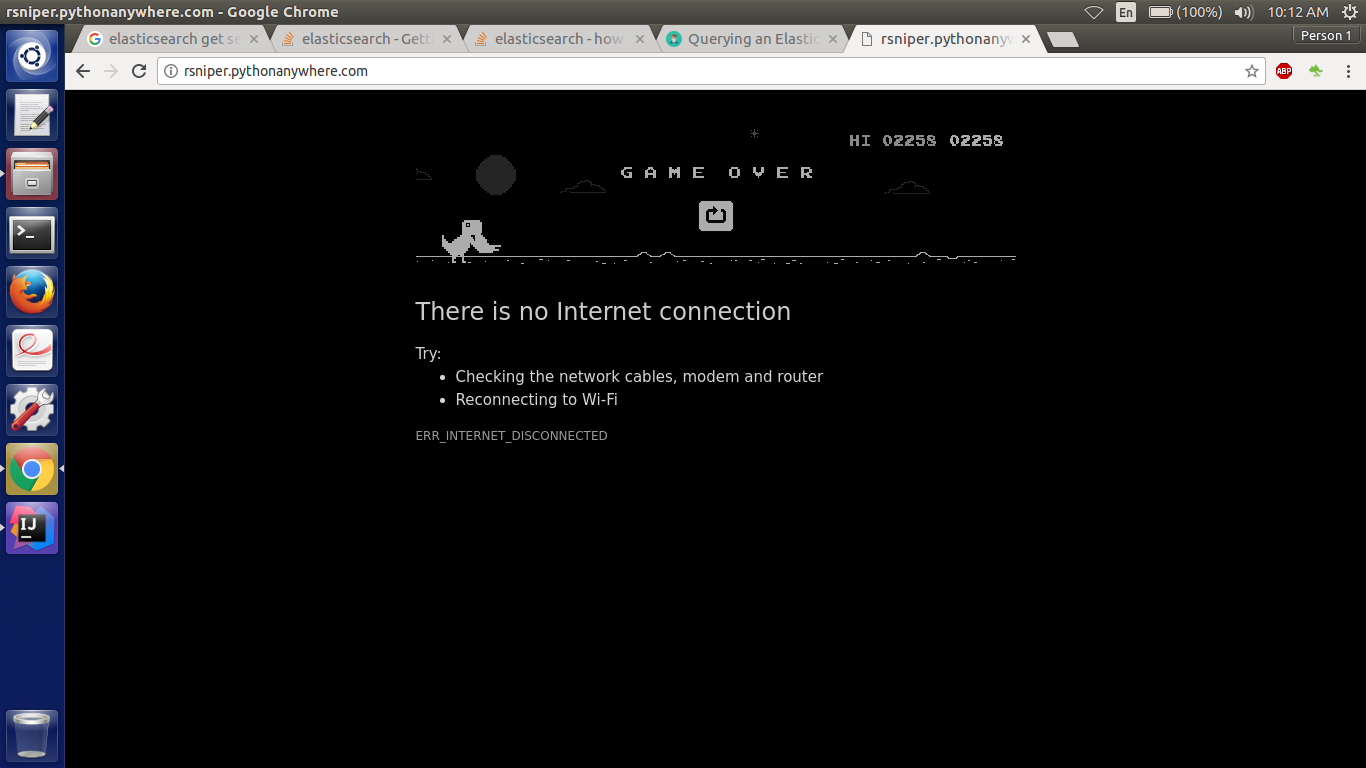 rsniper.pythonanywhere.com - Google Chrome
En
(100%)
10:12 AM
elasticsearch get se
elasticsearch - Gett
elasticsearch - how
Querying an Elastic
rsniper.pythonanyw
Person 1
rsniper.pythonanywhere.com
ABP
HI 02258 02258
GAME OVER
There is no Internet connection
Try:
• Checking the network cables, modem and router
• Reconnecting to Wi-Fi
ERR_INTERNET_DISCONNECTED
IJ